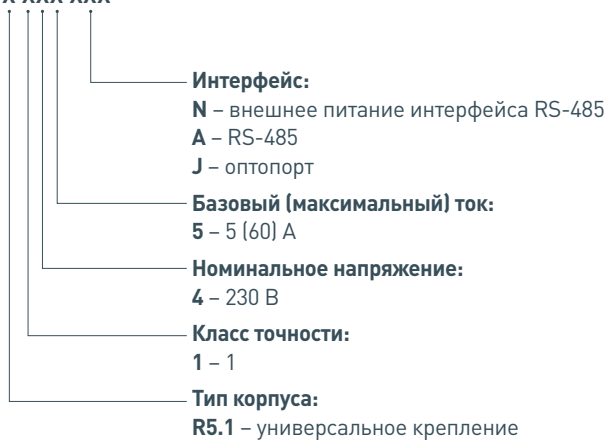 Интерфейс:
N – внешнее питание интерфейса RS-485
A – RS-485
J – оптопорт
Базовый (максимальный) ток:
5 – 5 (60) А
Номинальное напряжение:
4 – 230 В
Класс точности:
1 – 1
Тип корпуса:
R5.1 – универсальное крепление